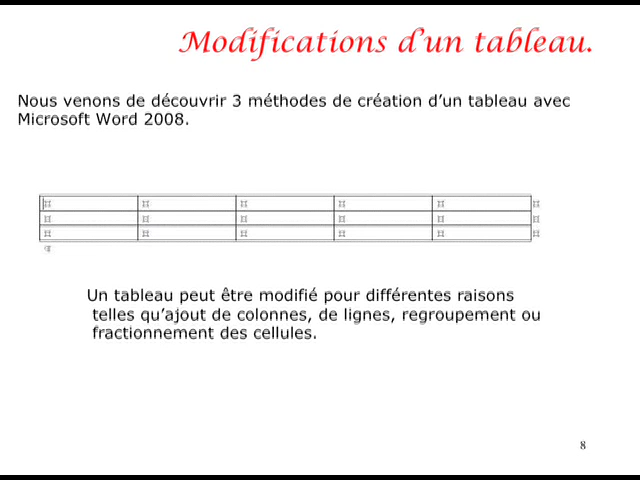 Modifications d'un tableau.
Nous venons de découvrir 3 méthodes de création d'un tableau avec
Microsoft Word 2008.
¤ ¤ ¤ ¤ ¤ ¤
¤ ¤ ¤ ¤ ¤ ¤
¤ ¤ ¤ ¤ ¤ ¤
Un tableau peut être modifié pour différentes raisons
telles qu'ajout de colonnes, de lignes, regroupement ou
fractionnement des cellules.
8